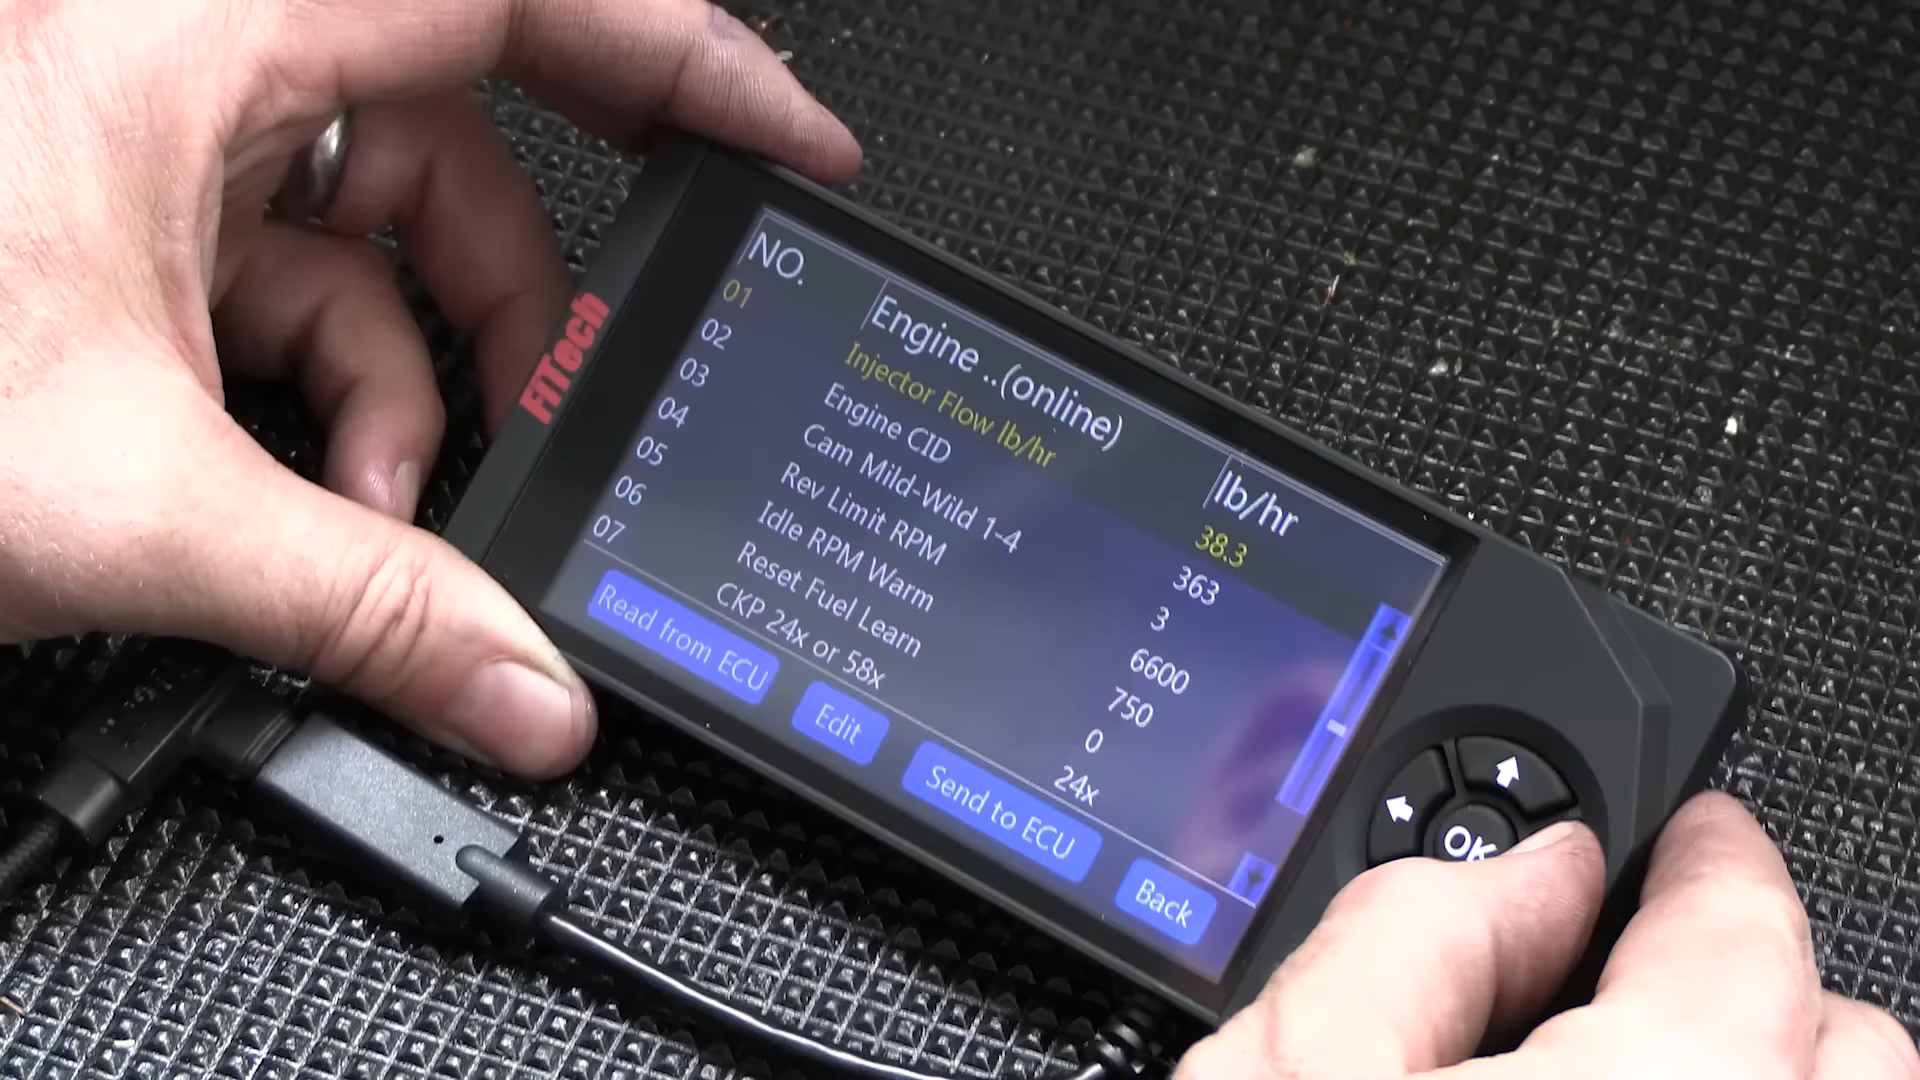 FiTech
NO. Engine ..(online) lb/hr
01 Injector Flow lb/hr 38.3
02 Engine CID 363
03 Cam Mild-Wild 1-4 3
04 Rev Limit RPM 6600
05 Idle RPM Warm 750
06 Reset Fuel Learn 0
07 CKP 24x or 58x 24x
Read from ECU Edit Send to ECU Back
OK